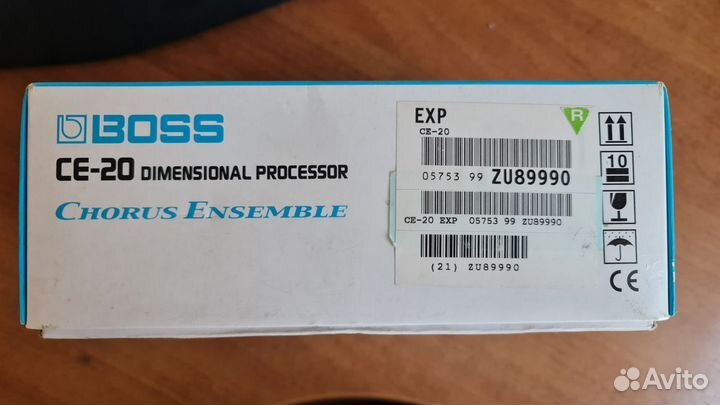 BOSS
CE-20 DIMENSIONAL PROCESSOR
CHORUS ENSEMBLE
EXP
CE-20
R
05753 99 ZU89990
CE-20 EXP 05753 99 ZU89990
(21) ZU89990
10
CE
Avito